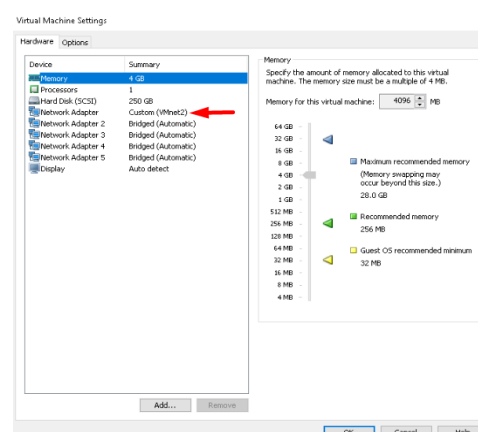 Virtual Machine Settings
Hardware Options
Device Summary
Memory 4 GB
Processors 1
Hard Disk (SCSI) 250 GB
Network Adapter Custom (VMnet2)
Network Adapter 2 Bridged (Automatic)
Network Adapter 3 Bridged (Automatic)
Network Adapter 4 Bridged (Automatic)
Network Adapter 5 Bridged (Automatic)
Display Auto detect
Add... Remove
Memory
Specify the amount of memory allocated to this virtual
machine. The memory size must be a multiple of 4 MB.
Memory for this virtual machine: 4096 MB
64 GB
32 GB
16 GB
8 GB
4 GB
2 GB
1 GB
512 MB
256 MB
128 MB
64 MB
32 MB
16 MB
8 MB
4 MB
Maximum recommended memory
(Memory swapping may
occur beyond this size.)
28.0 GB
Recommended memory
256 MB
Guest OS recommended minimum
32 MB
OK Cancel Help